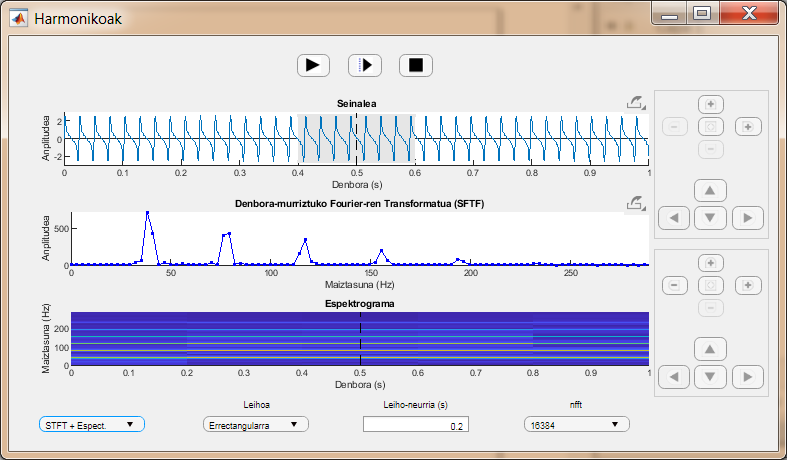 Harmonikoak
Seinalea
Anplitudea
2
0
-2
0 0.1 0.2 0.3 0.4 0.5 0.6 0.7 0.8 0.9 1
Denbora (s)
Denbora-murriztuko Fourier-ren Transformatua (SFTF)
Anplitudea
500
0
0 50 100 150 200 250
Maiztasuna (Hz)
Espektrograma
Maiztasuna (Hz)
200
100
0
0 0.1 0.2 0.3 0.4 0.5 0.6 0.7 0.8 0.9 1
Denbora (s)
Leihoa Leiho-neurria (s) nfft
STFT + Espect. Errectangularra 0.2 16384